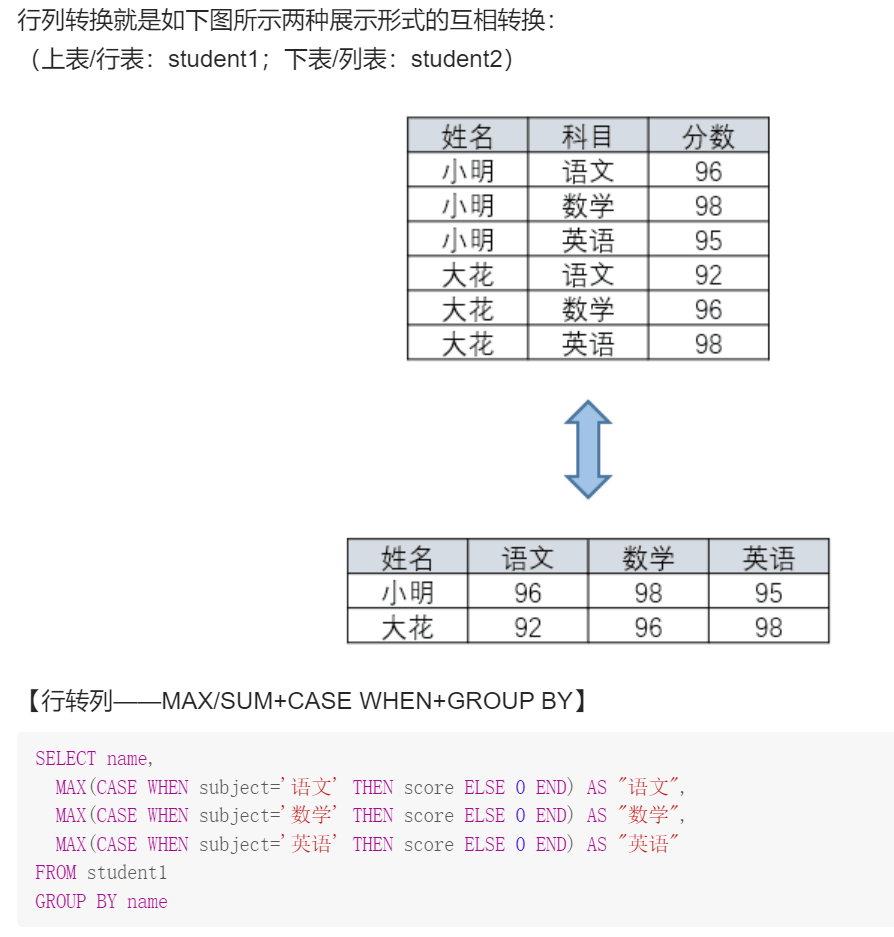 行列转换就是如下图所示两种展示形式的互相转换：
（上表/行表：student1；下表/列表：student2）
姓名 科目 分数
小明 语文 96
小明 数学 98
小明 英语 95
大花 语文 92
大花 数学 96
大花 英语 98
姓名 语文 数学 英语
小明 96 98 95
大花 92 96 98
【行转列——MAX/SUM+CASE WHEN+GROUP BY】
SELECT name,
MAX(CASE WHEN subject='语文' THEN score ELSE 0 END) AS "语文",
MAX(CASE WHEN subject='数学' THEN score ELSE 0 END) AS "数学",
MAX(CASE WHEN subject='英语' THEN score ELSE 0 END) AS "英语"
FROM student1
GROUP BY name